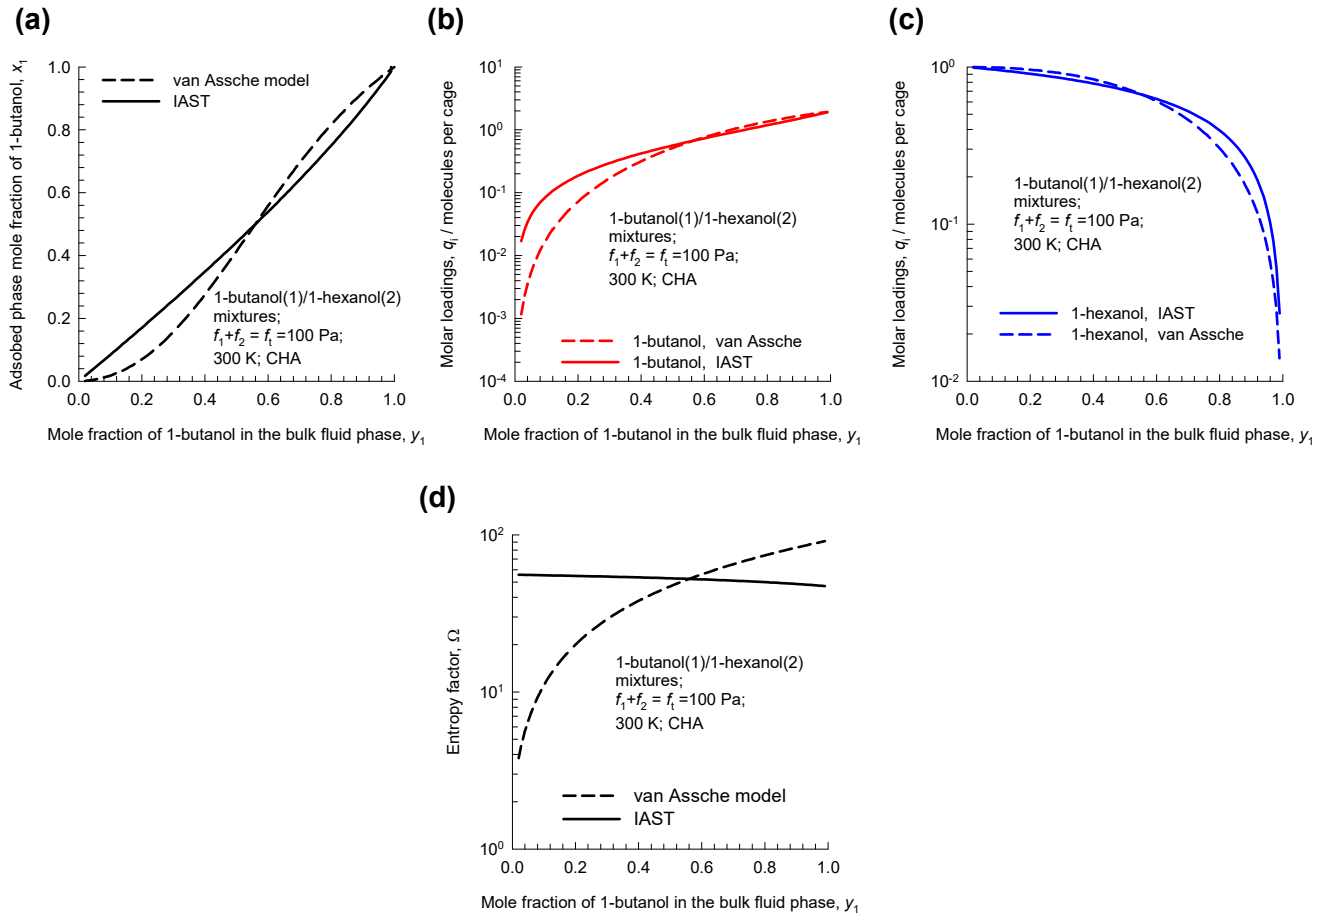 (a)
Adsobed phase mole fraction of 1-butanol, x1
1.0
0.8
0.6
0.4
0.2
0.0
van Assche model
IAST
1-butanol(1)/1-hexanol(2)
mixtures;
f1+f2 = ft =100 Pa;
300 K; CHA
0.0 0.2 0.4 0.6 0.8 1.0
Mole fraction of 1-butanol in the bulk fluid phase, y1
(b)
Molar loadings, qi / molecules per cage
10^1
10^0
10^-1
10^-2
10^-3
10^-4
1-butanol(1)/1-hexanol(2)
mixtures;
f1+f2 = ft =100 Pa;
300 K; CHA
1-butanol, van Assche
1-butanol, IAST
0.0 0.2 0.4 0.6 0.8 1.0
Mole fraction of 1-butanol in the bulk fluid phase, y1
(c)
Molar loadings, qi / molecules per cage
10^0
10^-1
10^-2
1-butanol(1)/1-hexanol(2)
mixtures;
f1+f2 = ft =100 Pa;
300 K; CHA
1-hexanol, IAST
1-hexanol, van Assche
0.0 0.2 0.4 0.6 0.8 1.0
Mole fraction of 1-butanol in the bulk fluid phase, y1
(d)
Entropy factor, Ω
10^2
10^1
10^0
1-butanol(1)/1-hexanol(2)
mixtures;
f1+f2 = ft =100 Pa;
300 K; CHA
van Assche model
IAST
0.0 0.2 0.4 0.6 0.8 1.0
Mole fraction of 1-butanol in the bulk fluid phase, y1